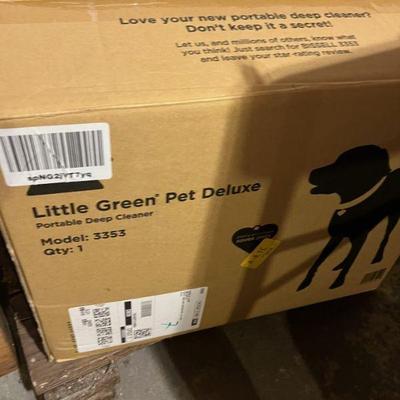 Love your new portable deep cleaner?
Don't keep it a secret!
Let us, and millions of others, know what
you think! Just search for BISSELL 3353
and leave your star-rating review.
spNG2jYT7yq
Little Green® Pet Deluxe
Portable Deep Cleaner
Model: 3353
Qty: 1